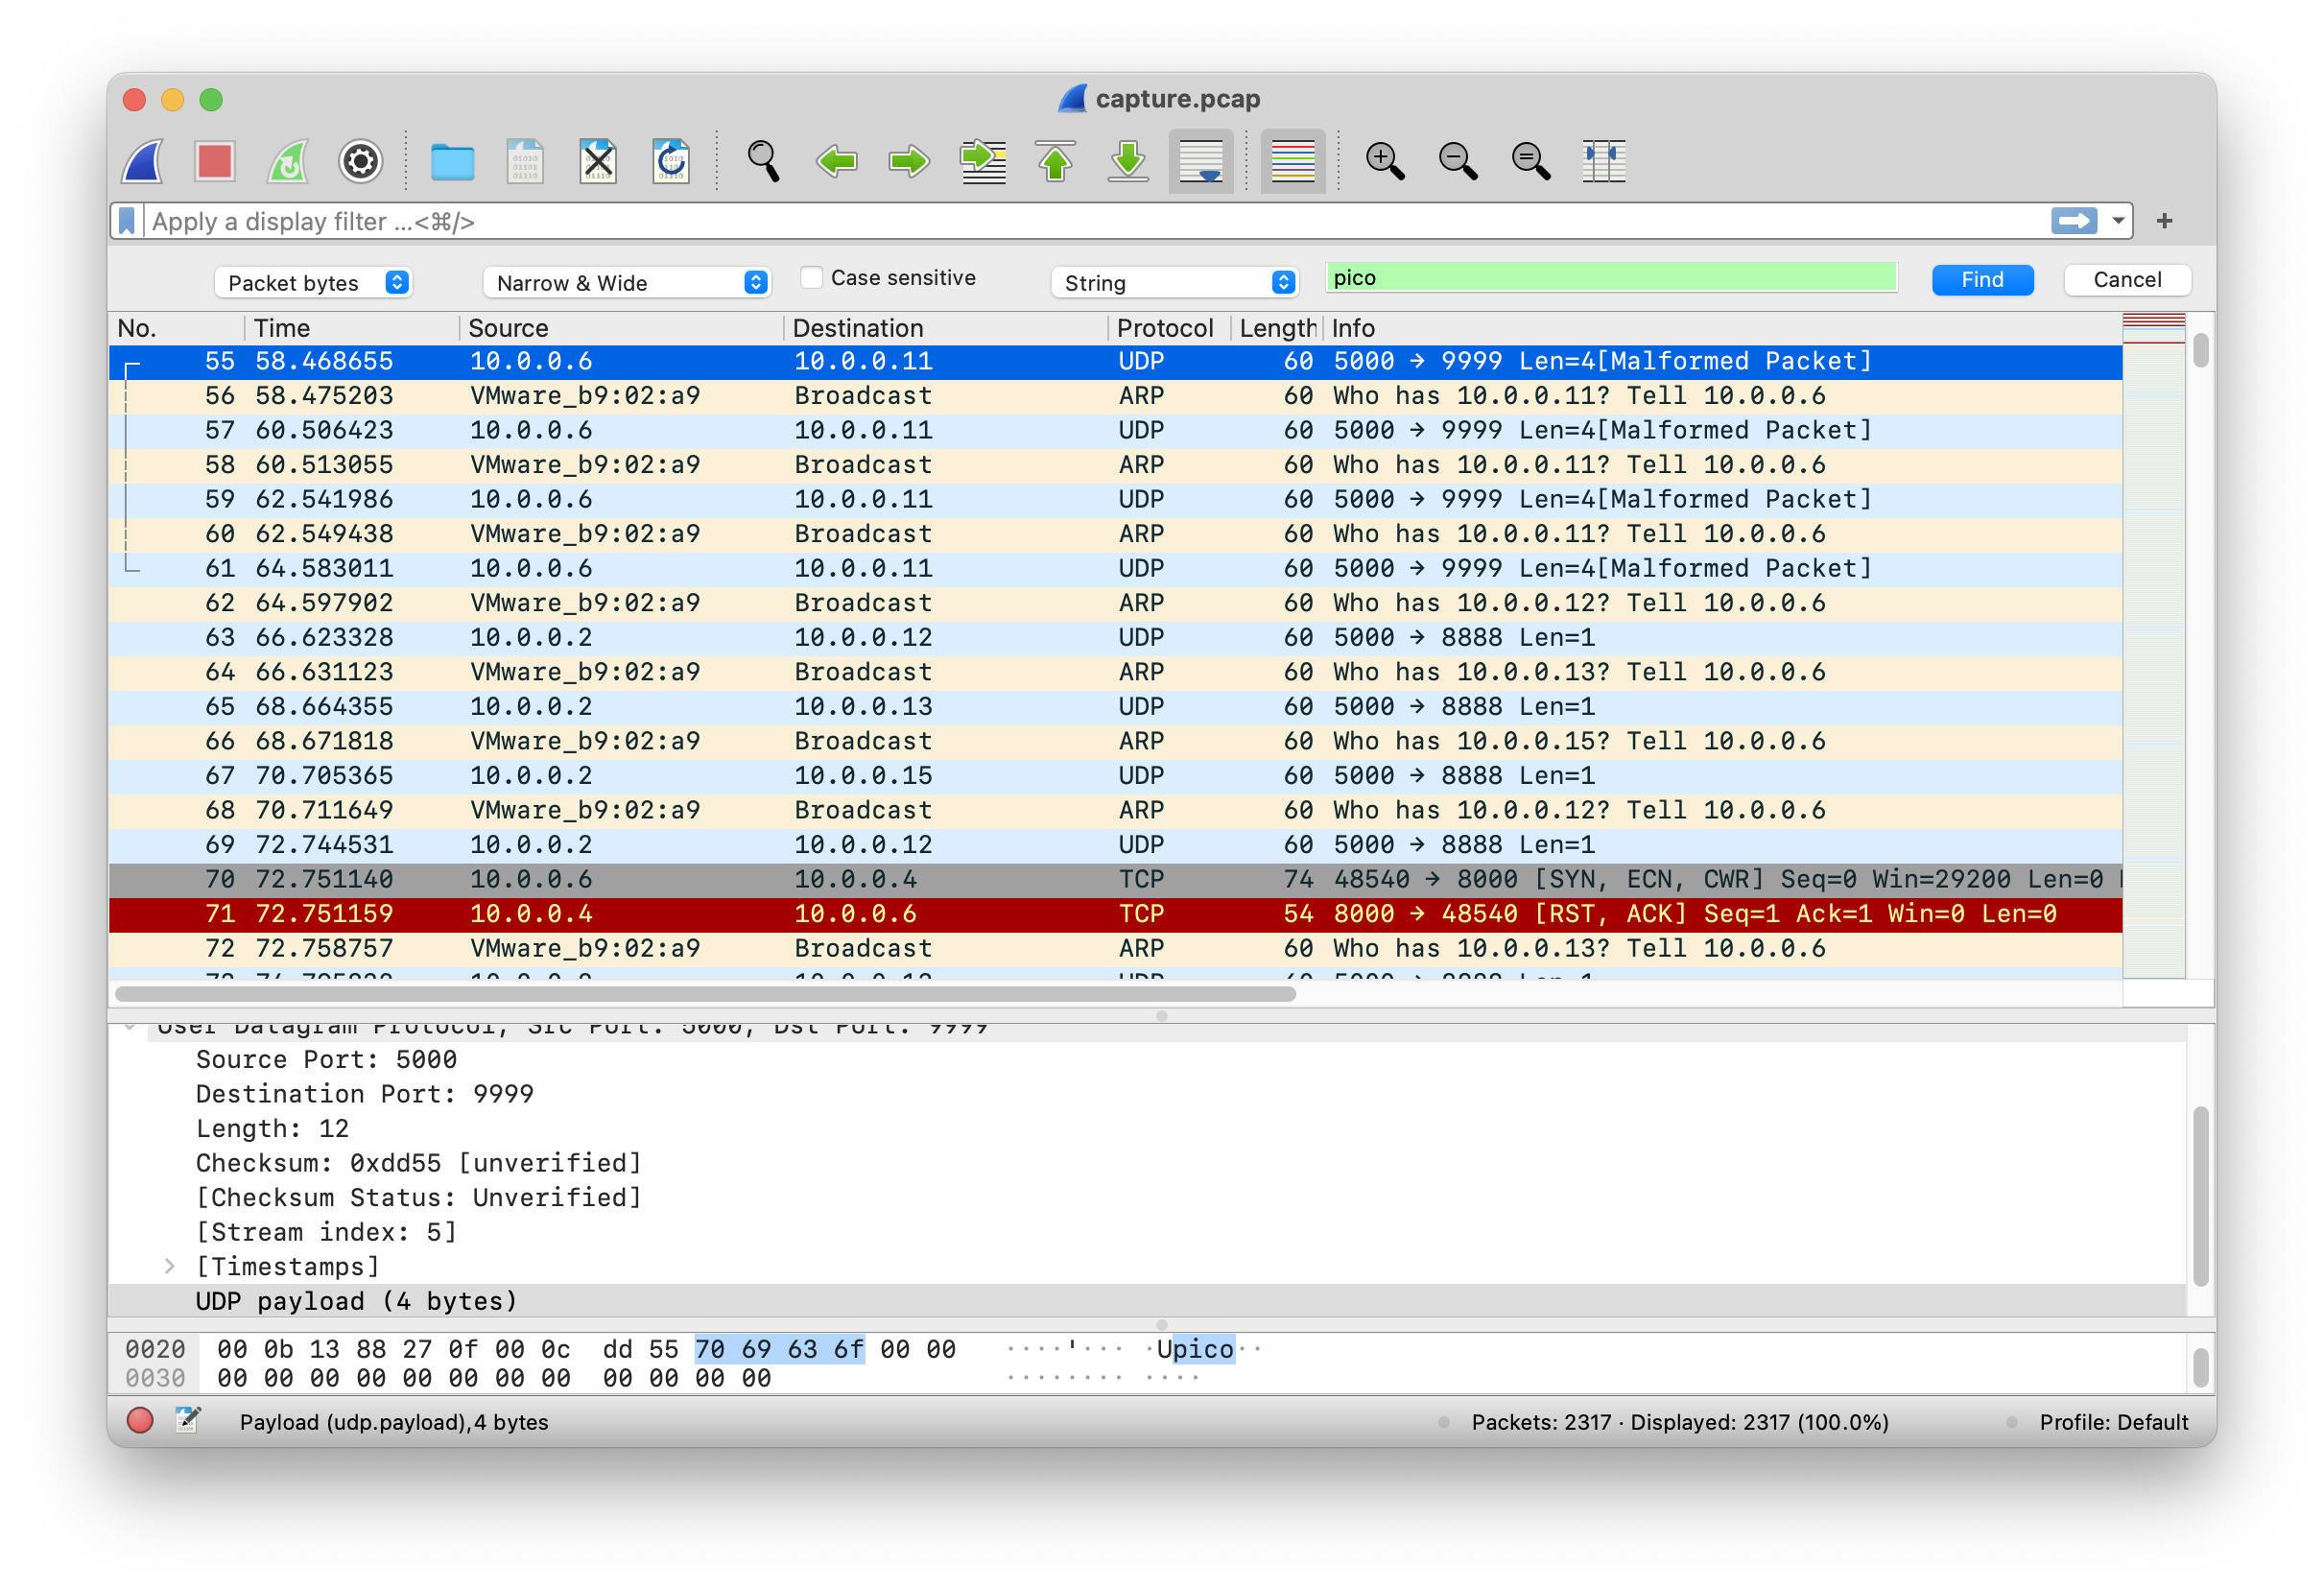 capture.pcap
Apply a display filter ...<⌘/>
+
Packet bytes Narrow & Wide Case sensitive String pico Find Cancel
No. Time Source Destination Protocol Length Info
55 58.468655 10.0.0.6 10.0.0.11 UDP 60 5000 → 9999 Len=4[Malformed Packet]
56 58.475203 VMware_b9:02:a9 Broadcast ARP 60 Who has 10.0.0.11? Tell 10.0.0.6
57 60.506423 10.0.0.6 10.0.0.11 UDP 60 5000 → 9999 Len=4[Malformed Packet]
58 60.513055 VMware_b9:02:a9 Broadcast ARP 60 Who has 10.0.0.11? Tell 10.0.0.6
59 62.541986 10.0.0.6 10.0.0.11 UDP 60 5000 → 9999 Len=4[Malformed Packet]
60 62.549438 VMware_b9:02:a9 Broadcast ARP 60 Who has 10.0.0.11? Tell 10.0.0.6
61 64.583011 10.0.0.6 10.0.0.11 UDP 60 5000 → 9999 Len=4[Malformed Packet]
62 64.597902 VMware_b9:02:a9 Broadcast ARP 60 Who has 10.0.0.12? Tell 10.0.0.6
63 66.623328 10.0.0.2 10.0.0.12 UDP 60 5000 → 8888 Len=1
64 66.631123 VMware_b9:02:a9 Broadcast ARP 60 Who has 10.0.0.13? Tell 10.0.0.6
65 68.664355 10.0.0.2 10.0.0.13 UDP 60 5000 → 8888 Len=1
66 68.671818 VMware_b9:02:a9 Broadcast ARP 60 Who has 10.0.0.15? Tell 10.0.0.6
67 70.705365 10.0.0.2 10.0.0.15 UDP 60 5000 → 8888 Len=1
68 70.711649 VMware_b9:02:a9 Broadcast ARP 60 Who has 10.0.0.12? Tell 10.0.0.6
69 72.744531 10.0.0.2 10.0.0.12 UDP 60 5000 → 8888 Len=1
70 72.751140 10.0.0.6 10.0.0.4 TCP 74 48540 → 8000 [SYN, ECN, CWR] Seq=0 Win=29200 Len=0
71 72.751159 10.0.0.4 10.0.0.6 TCP 54 8000 → 48540 [RST, ACK] Seq=1 Ack=1 Win=0 Len=0
72 72.758757 VMware_b9:02:a9 Broadcast ARP 60 Who has 10.0.0.13? Tell 10.0.0.6
User Datagram Protocol, Src Port: 5000, Dst Port: 9999
Source Port: 5000
Destination Port: 9999
Length: 12
Checksum: 0xdd55 [unverified]
[Checksum Status: Unverified]
[Stream index: 5]
[Timestamps]
UDP payload (4 bytes)
0020 00 0b 13 88 27 0f 00 0c dd 55 70 69 63 6f 00 00 ····'··· ·Upico··
0030 00 00 00 00 00 00 00 00 00 00 00 00 ········ ····
Payload (udp.payload),4 bytes Packets: 2317 · Displayed: 2317 (100.0%) Profile: Default